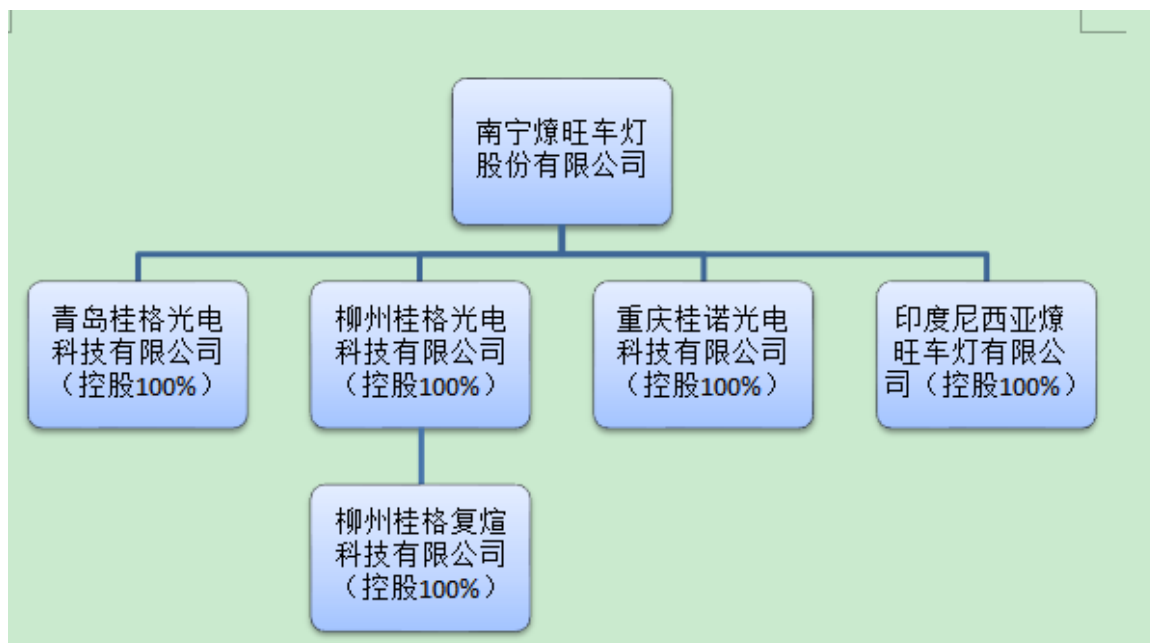 南宁燎旺车灯
股份有限公司
青岛桂格光电
科技有限公司
（控股100%）
柳州桂格光电
科技有限公司
（控股100%）
重庆桂诺光电
科技有限公司
（控股100%）
印度尼西亚燎
旺车灯有限公
司（控股100%）
柳州桂格复煊
科技有限公司
（控股100%）